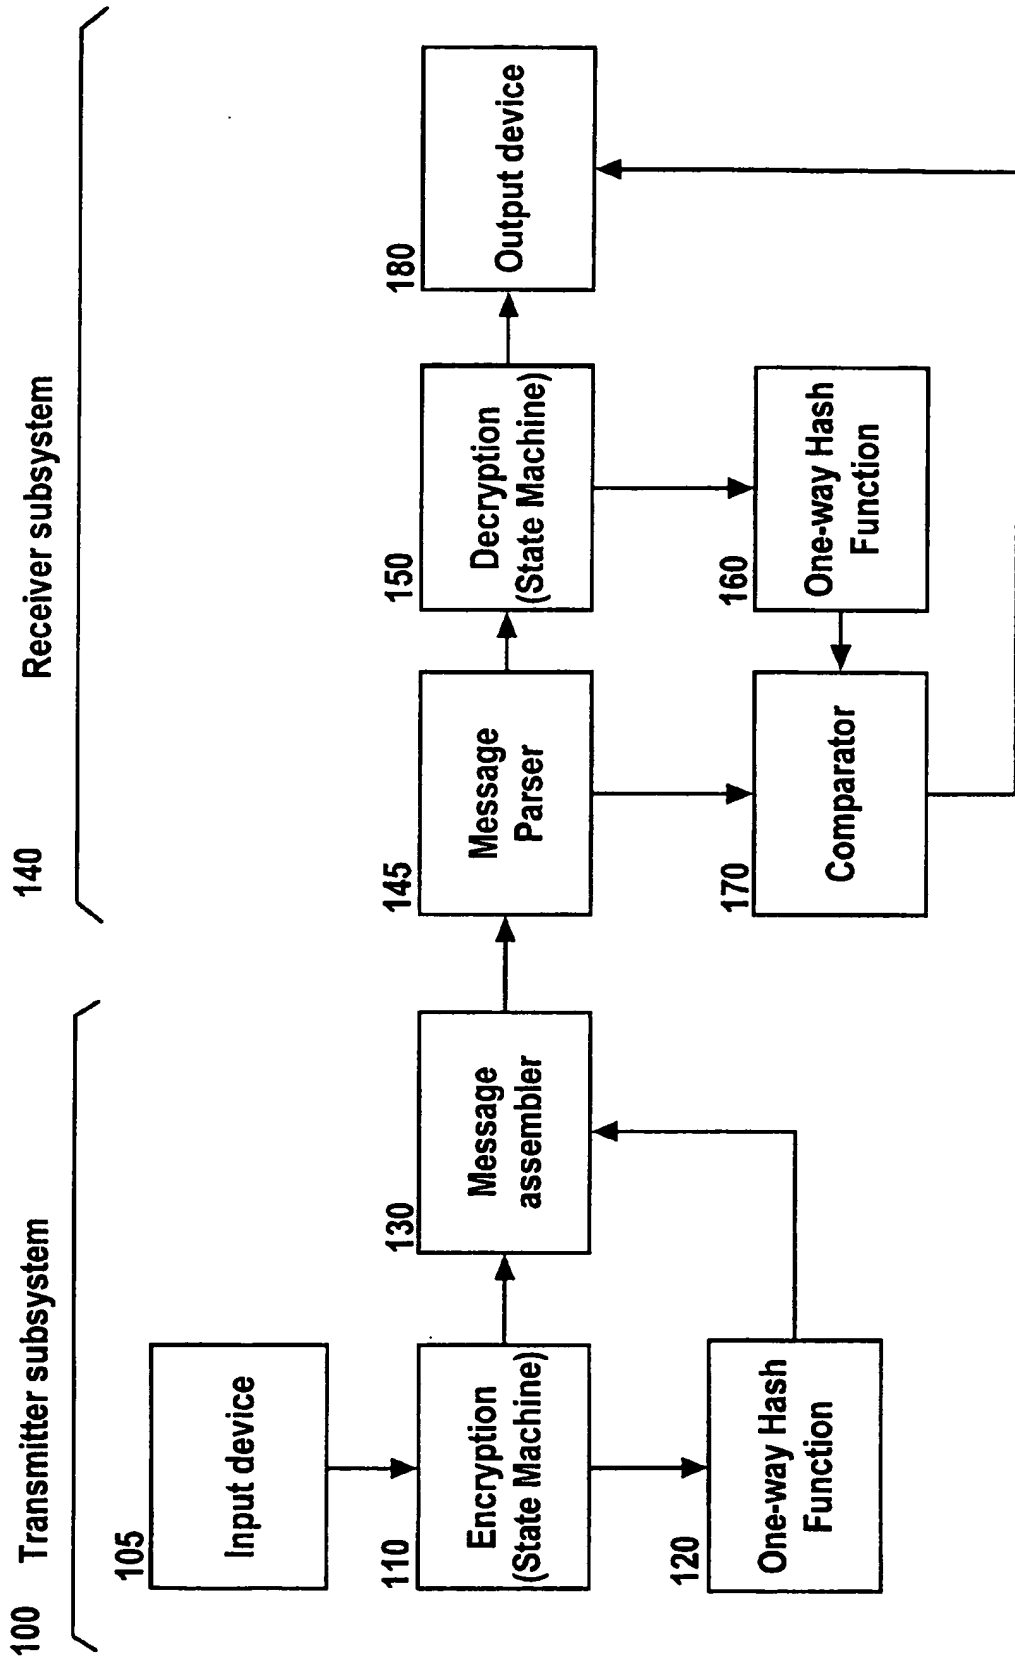 100 Transmitter subsystem
140 Receiver subsystem
105
Input device
110
Encryption
(State Machine)
120
One-way Hash
Function
130
Message
assembler
145
Message
Parser
150
Decryption
(State Machine)
160
One-way Hash
Function
170
Comparator
180
Output device